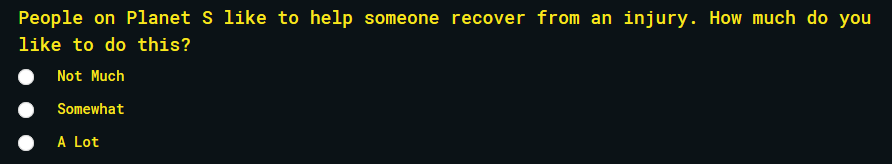 People on Planet S like to help someone recover from an injury. How much do you
like to do this?
Not Much
Somewhat
A Lot